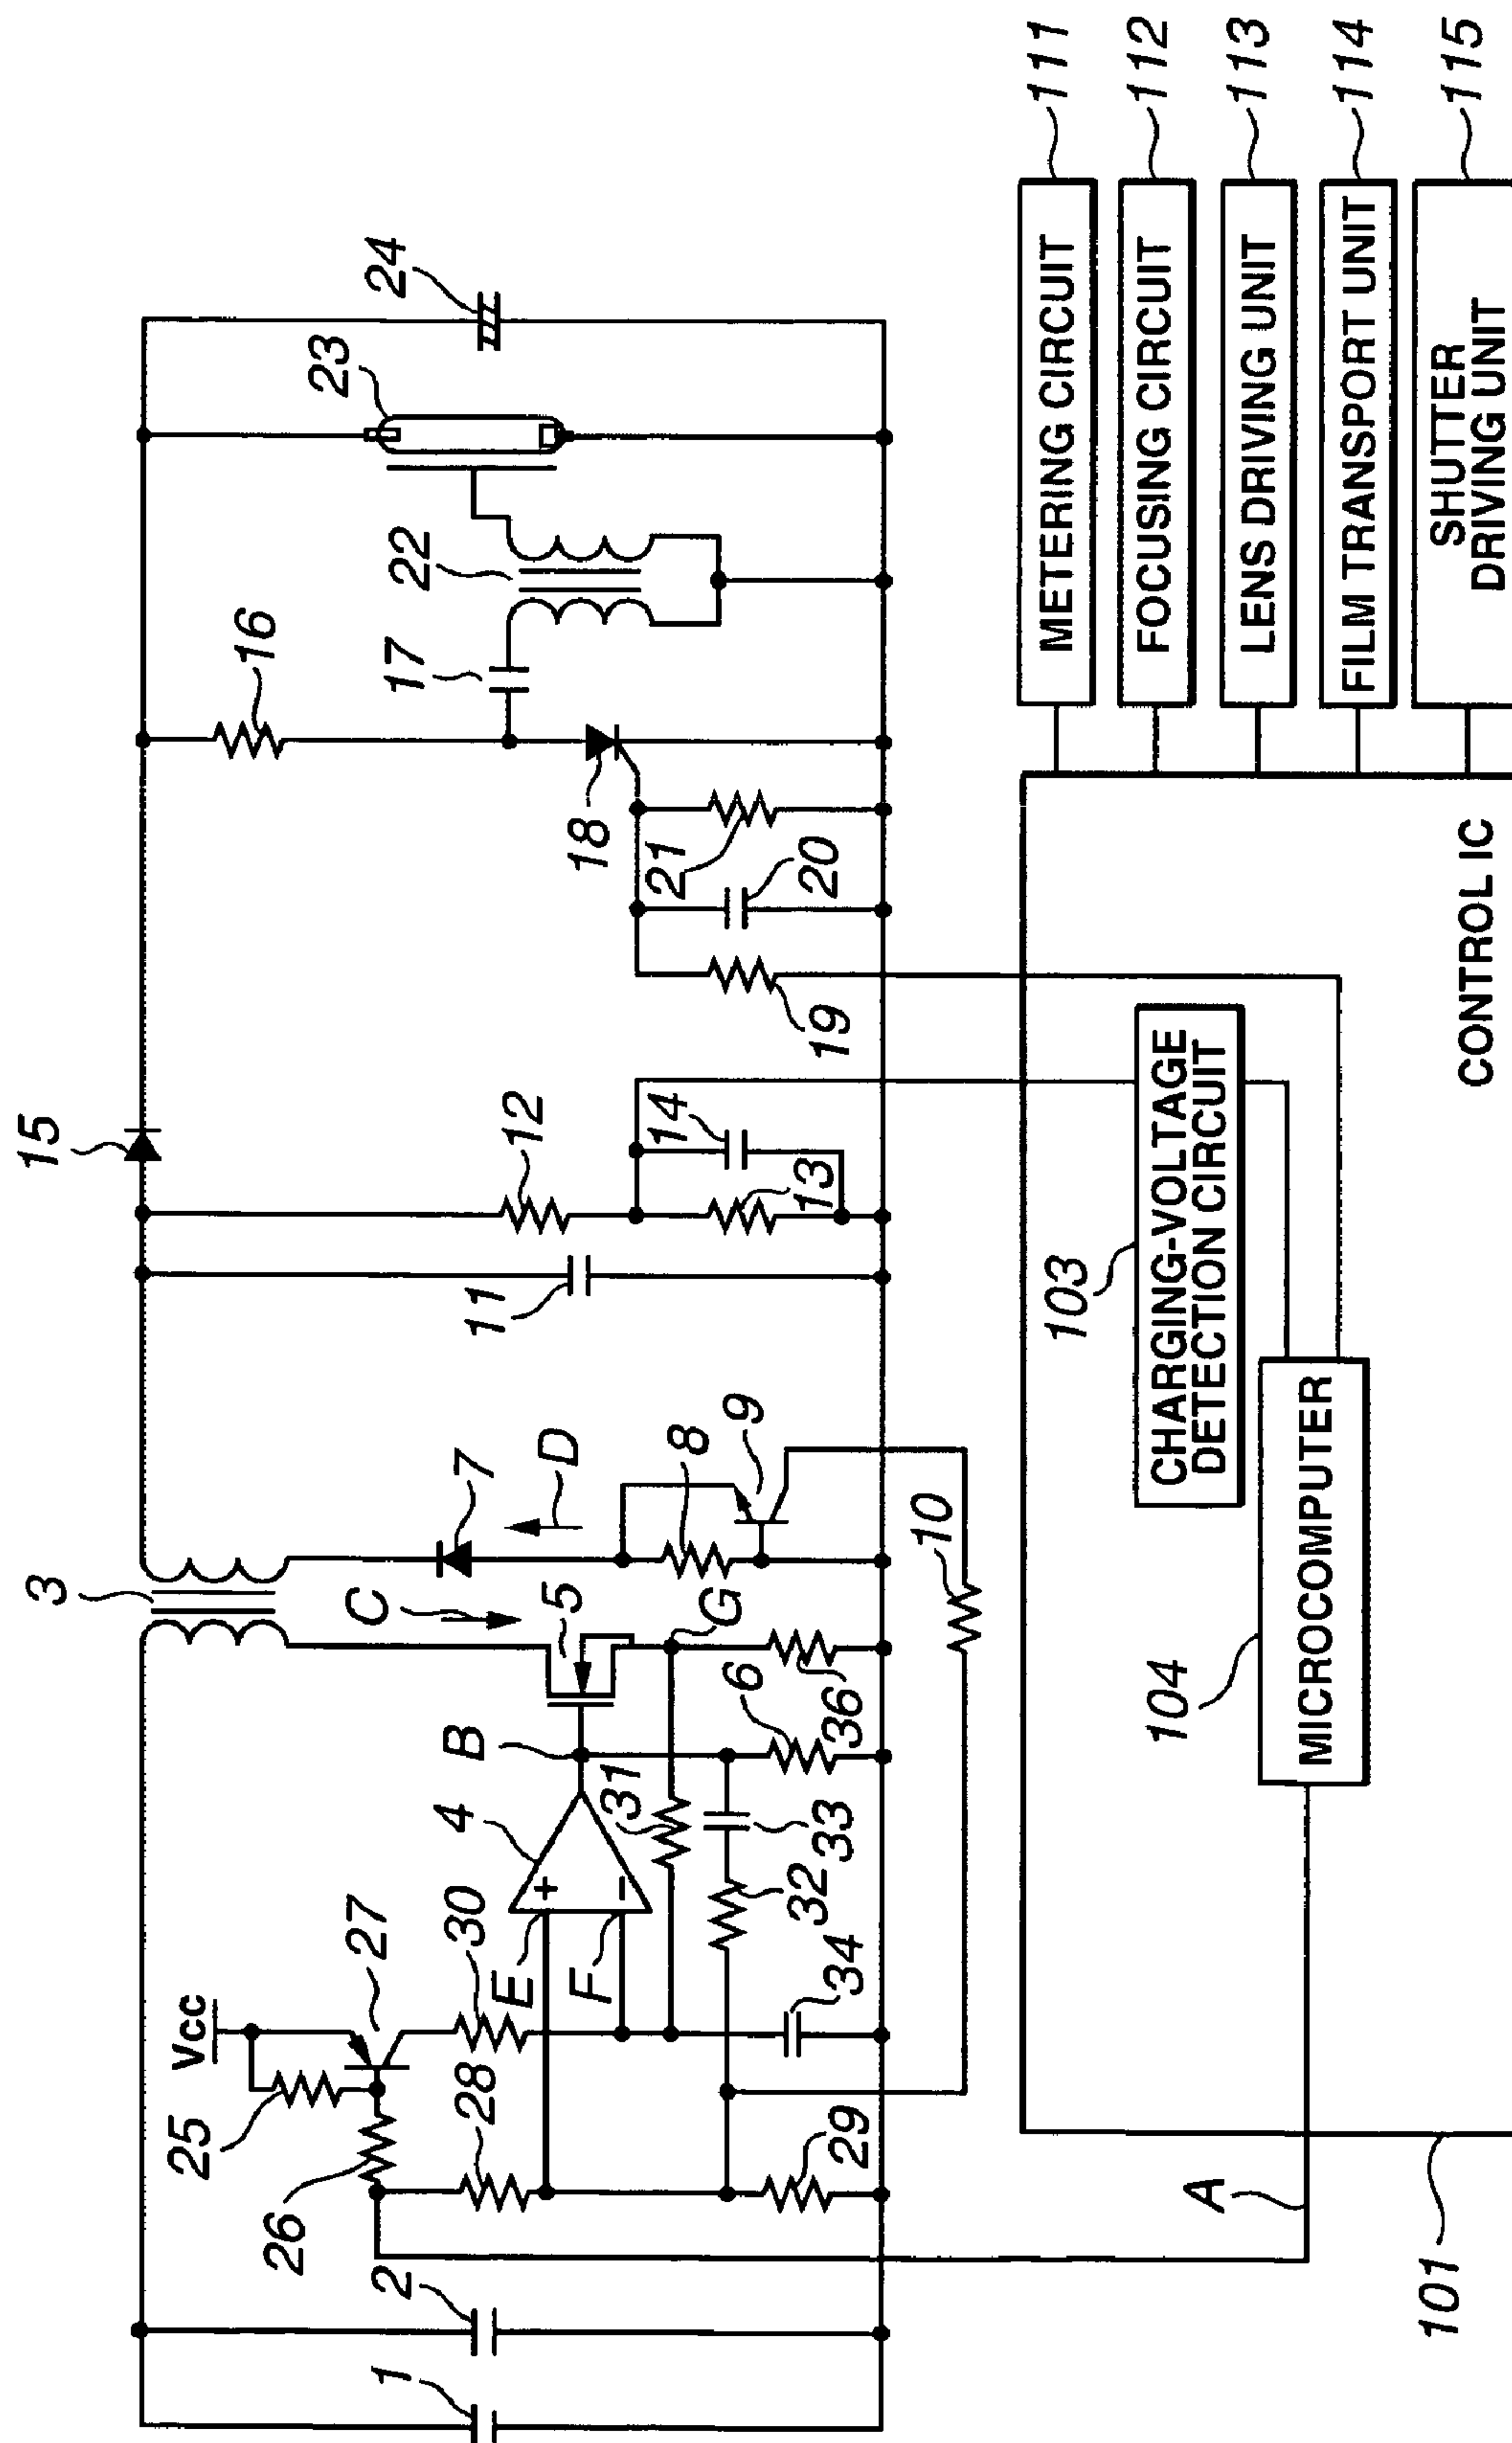 3
15
16
22
23
24
Vcc
25
26
27
28
30
E
F
4
B
C
5
G
31
7
D
8
9
11
12
14
13
17
18
21
20
19
1
2
29
34
32
33
6
36
10
A
101
104
MICROCOMPUTER
103
CHARGING-VOLTAGE
DETECTION CIRCUIT
CONTROL IC
METERING CIRCUIT
111
FOCUSING CIRCUIT
112
LENS DRIVING UNIT
113
FILM TRANSPORT UNIT
114
SHUTTER
DRIVING UNIT
115